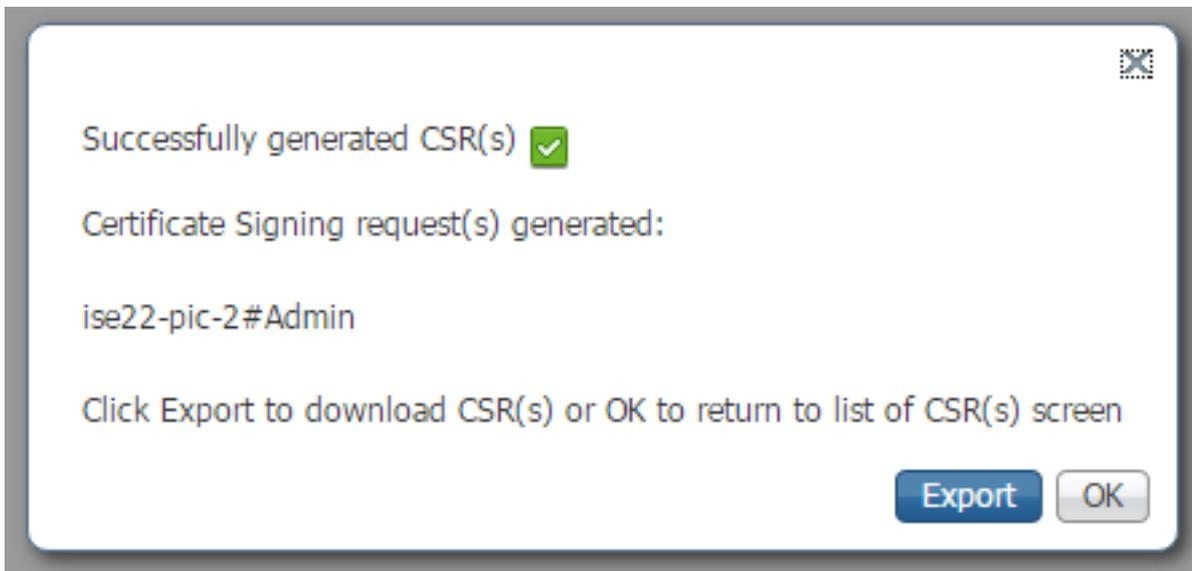 Successfully generated CSR(s)
Certificate Signing request(s) generated:
ise22-pic-2#Admin
Click Export to download CSR(s) or OK to return to list of CSR(s) screen
Export
OK